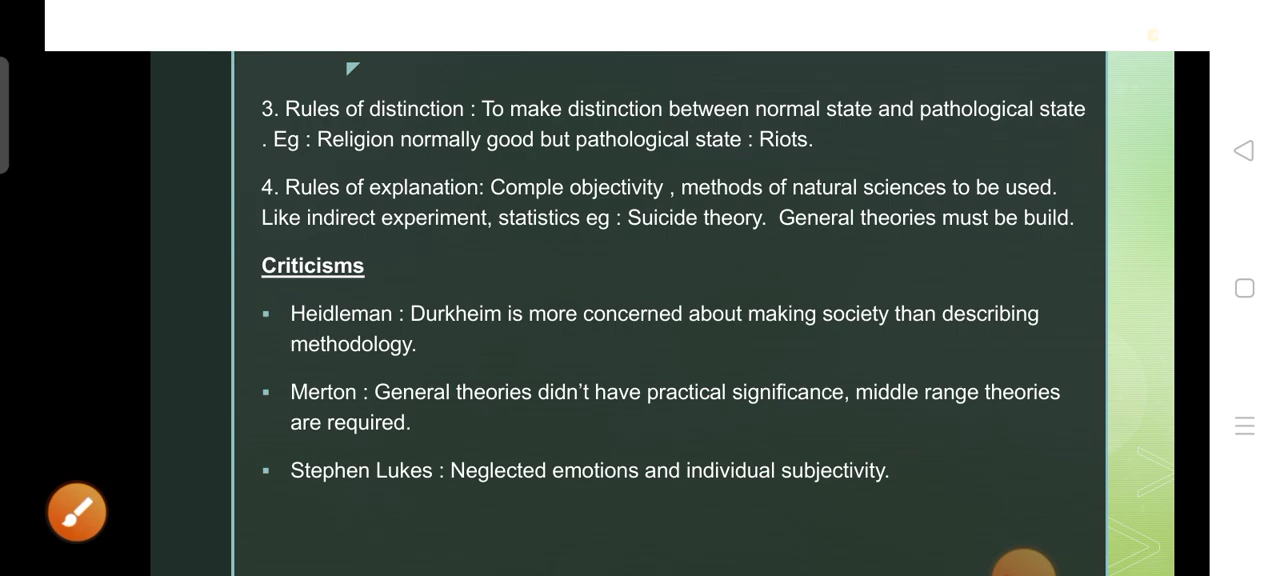 3. Rules of distinction : To make distinction between normal state and pathological state
. Eg : Religion normally good but pathological state : Riots.
4. Rules of explanation: Comple objectivity , methods of natural sciences to be used.
Like indirect experiment, statistics eg : Suicide theory.  General theories must be build.
Criticisms
▪ Heidleman : Durkheim is more concerned about making society than describing
methodology.
▪ Merton : General theories didn’t have practical significance, middle range theories
are required.
▪ Stephen Lukes : Neglected emotions and individual subjectivity.